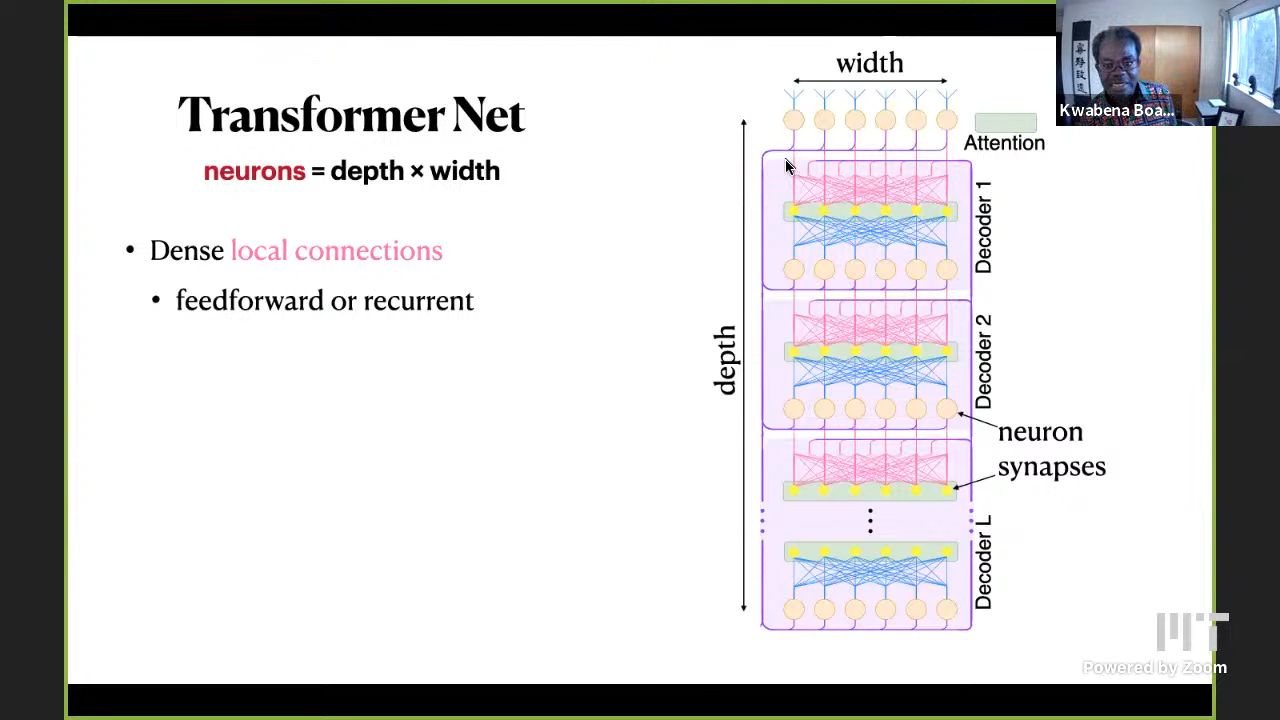 Transformer Net
neurons = depth × width
• Dense local connections
• feedforward or recurrent
width
Attention
Decoder 1
depth
Decoder 2
neuron
synapses
Decoder L
Kwabena Boa...
MIT
Powered by Zoom